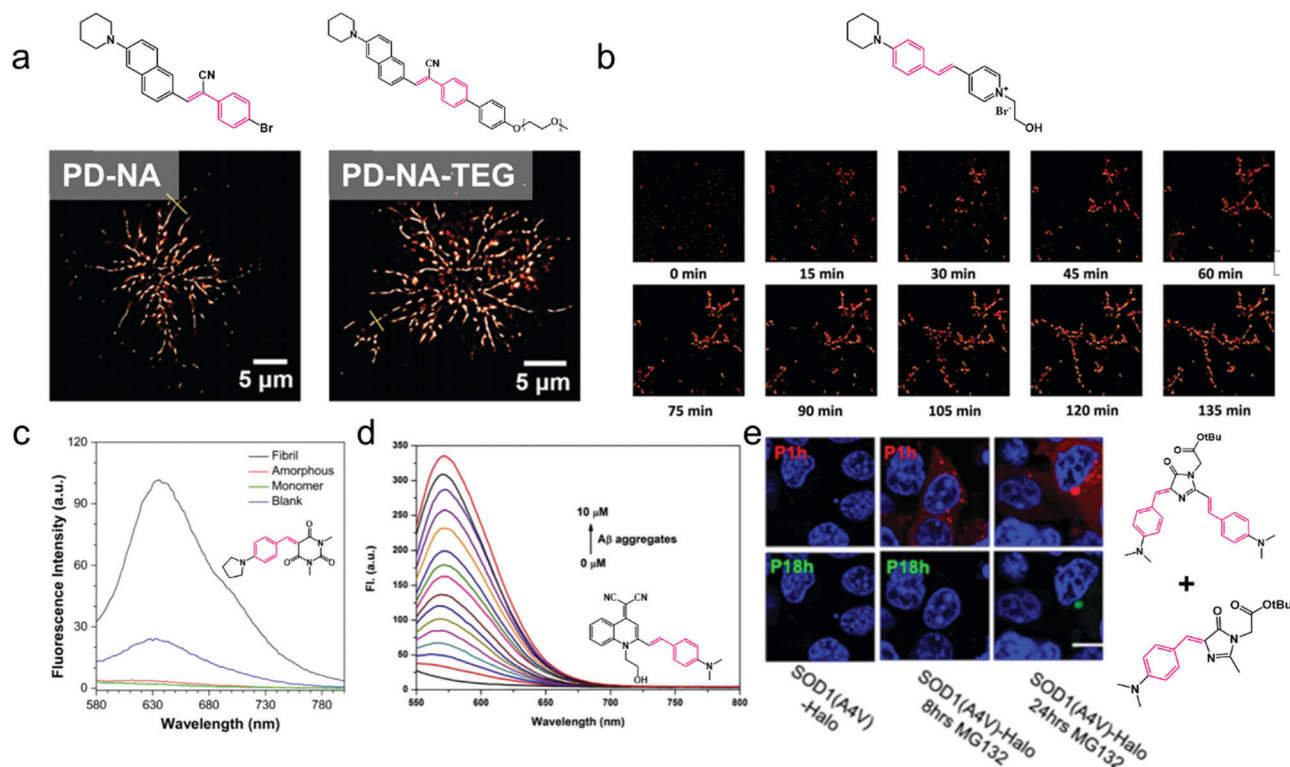 a
b
N
CN
Br
N
CN
O
O
N
N+
Br-
OH
PD-NA
5 μm
PD-NA-TEG
5 μm
0 min
15 min
30 min
45 min
60 min
75 min
90 min
105 min
120 min
135 min
c
Fluorescence Intensity (a.u.)
120
90
60
30
0
580
630
680
730
780
Wavelength (nm)
Fibril
Amorphous
Monomer
Blank
N
O
N
O
N
O
d
FI. (a.u.)
350
300
250
200
150
100
50
0
550
600
650
700
750
800
Wavelength (nm)
10 μM
Aβ aggregates
0 μM
NC
CN
N
OH
N
e
P1h
P1h
P18h
P18h
SOD1(A4V)
-Halo
SOD1(A4V)-Halo
8hrs MG132
SOD1(A4V)-Halo
24hrs MG132
OtBu
O
O
N
N
N
N
+
O
OtBu
O
N
N
N